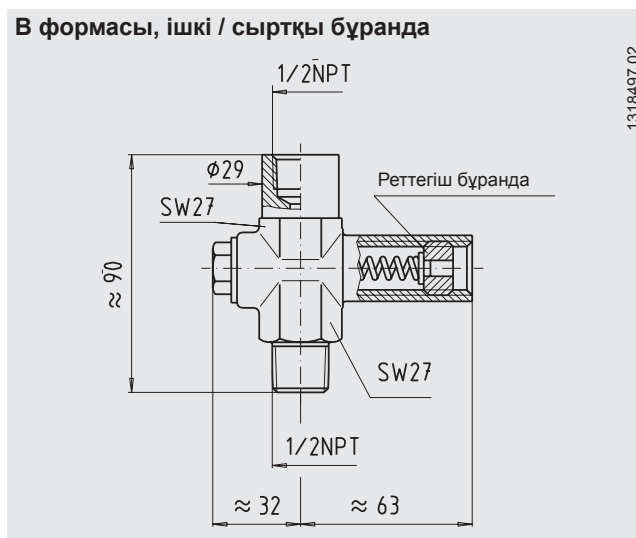 В формасы, ішкі / сыртқы бұранда
1318497.02
1/2NPT
ø29
Реттегіш бұранда
SW27
≈ 90
SW27
1/2NPT
≈ 32
≈ 63